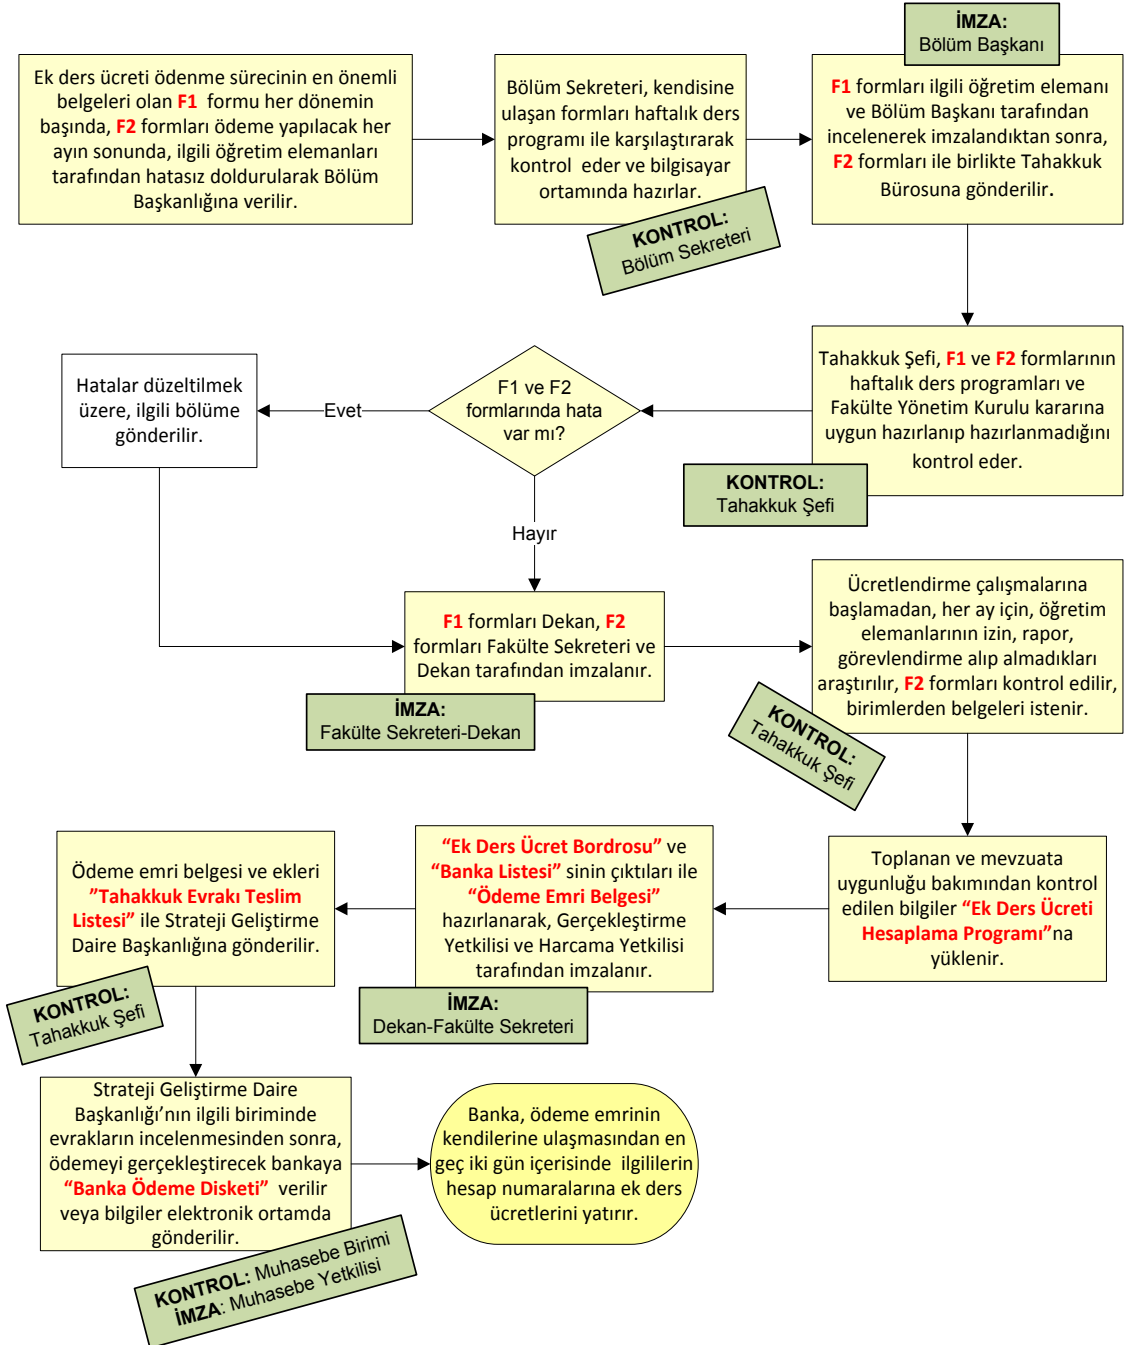 Ek ders ücreti ödenme sürecinin en önemli
belgeleri olan F1 formu her dönemin
başında, F2 formları ödeme yapılacak her
ayın sonunda, ilgili öğretim elemanları
tarafından hatasız doldurularak Bölüm
Başkanlığına verilir.
Bölüm Sekreteri, kendisine
ulaşan formları haftalık ders
programı ile karşılaştırarak
kontrol eder ve bilgisayar
ortamında hazırlar.
KONTROL:
Bölüm Sekreteri
İMZA:
Bölüm Başkanı
F1 formları ilgili öğretim elemanı
ve Bölüm Başkanı tarafından
incelenerek imzalandıktan sonra,
F2 formları ile birlikte Tahakkuk
Bürosuna gönderilir.
Tahakkuk Şefi, F1 ve F2 formlarının
haftalık ders programları ve
Fakülte Yönetim Kurulu kararına
uygun hazırlanıp hazırlanmadığını
kontrol eder.
KONTROL:
Tahakkuk Şefi
F1 ve F2
formlarında hata
var mı?
Evet
Hatalar düzeltilmek
üzere, ilgili bölüme
gönderilir.
Hayır
F1 formları Dekan, F2
formları Fakülte Sekreteri ve
Dekan tarafından imzalanır.
İMZA:
Fakülte Sekreteri-Dekan
Ücretlendirme çalışmalarına
başlamadan, her ay için, öğretim
elemanlarının izin, rapor,
görevlendirme alıp almadıkları
araştırılır, F2 formları kontrol edilir,
birimlerden belgeleri istenir.
KONTROL:
Tahakkuk Şefi
Toplanan ve mevzuata
uygunluğu bakımından kontrol
edilen bilgiler “Ek Ders Ücreti
Hesaplama Programı”na
yüklenir.
“Ek Ders Ücret Bordrosu” ve
“Banka Listesi” sinin çıktıları ile
“Ödeme Emri Belgesi”
hazırlanarak, Gerçekleştirme
Yetkilisi ve Harcama Yetkilisi
tarafından imzalanır.
İMZA:
Dekan-Fakülte Sekreteri
Ödeme emri belgesi ve ekleri
”Tahakkuk Evrakı Teslim
Listesi” ile Strateji Geliştirme
Daire Başkanlığına gönderilir.
KONTROL:
Tahakkuk Şefi
Strateji Geliştirme Daire
Başkanlığı’nın ilgili biriminde
evrakların incelenmesinden sonra,
ödemeyi gerçekleştirecek bankaya
“Banka Ödeme Disketi” verilir
veya bilgiler elektronik ortamda
gönderilir.
KONTROL: Muhasebe Birimi
İMZA: Muhasebe Yetkilisi
Banka, ödeme emrinin
kendilerine ulaşmasından en
geç iki gün içerisinde ilgililerin
hesap numaralarına ek ders
ücretlerini yatırır.